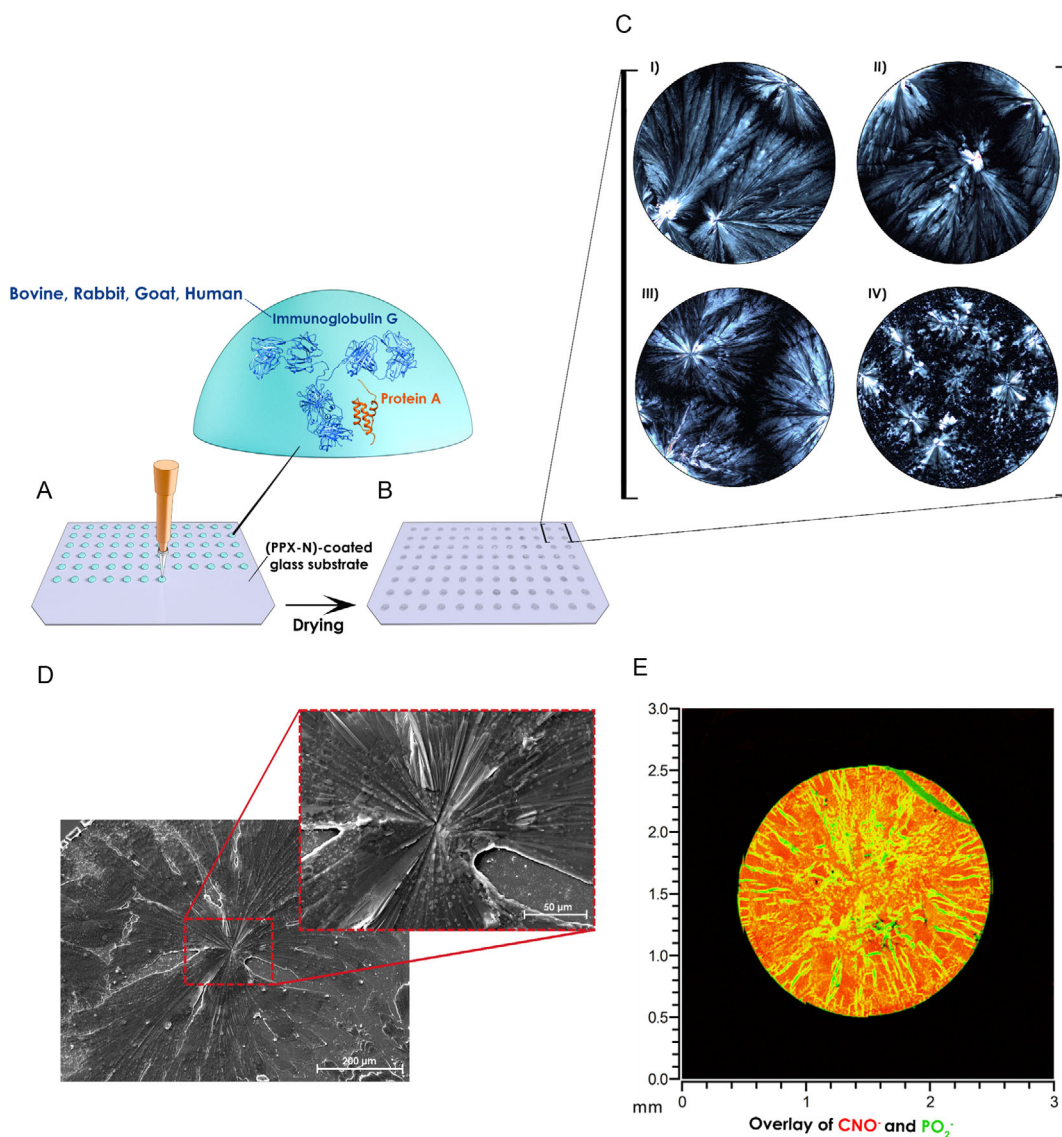 C
I)
II)
III)
IV)
Bovine, Rabbit, Goat, Human
Immunoglobulin G
Protein A
A
B
(PPX-N)-coated
glass substrate
Drying
D
50 µm
200 µm
E
3.0
2.5
2.0
1.5
1.0
0.5
0.0
mm
0
1
2
3
Overlay of CNO⁻ and PO₂⁻